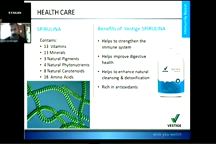 HEALTH CARE
SPIRULINA
Contains:
• 13 Vitamins
• 14 Minerals
• 3 Natural Pigments
• 4 Natural Phytonutrients
• 8 Natural Carotenoids
• 18 Amino Acids
Benefits of Vestige SPIRULINA
• Helps to strengthen the
immune system
• Helps improve digestive
health
• Helps to enhance natural
cleansing & detoxification
• Rich in antioxidants
VESTIGE